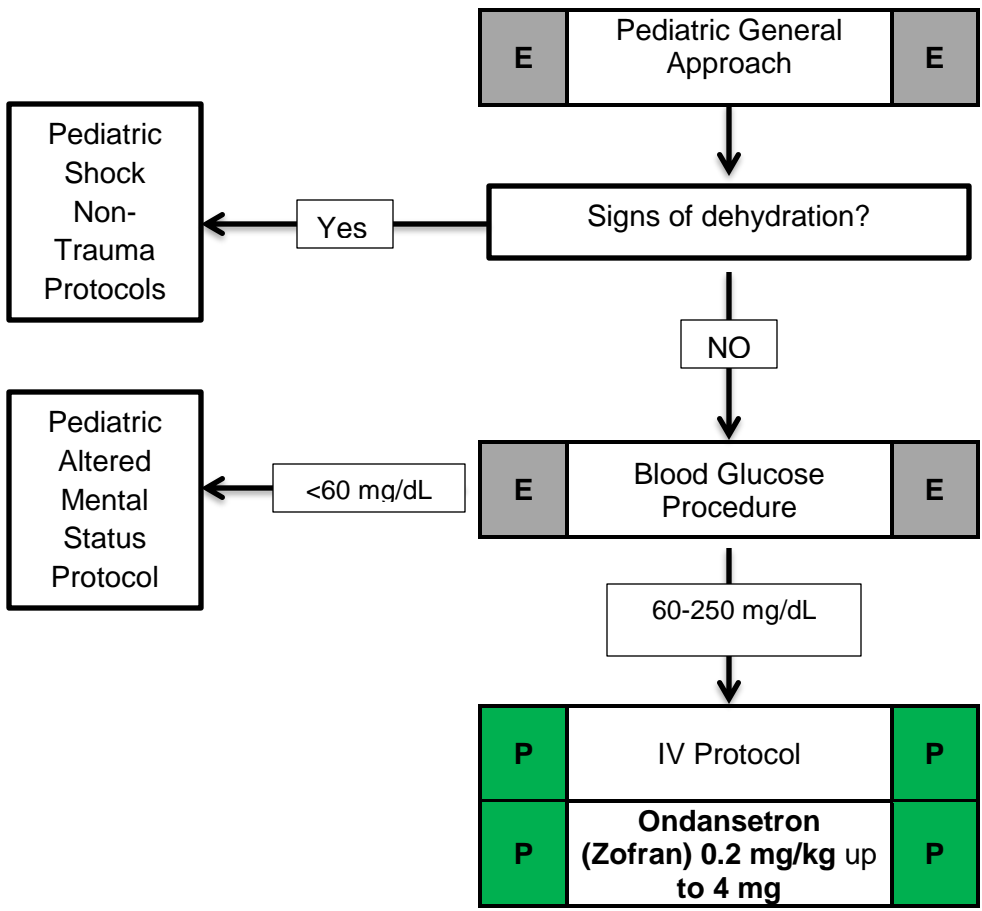 E
Pediatric General
Approach
E
Pediatric
Shock
Non-
Trauma
Protocols
Yes
Signs of dehydration?
NO
Pediatric
Altered
Mental
Status
Protocol
<60 mg/dL
E
Blood Glucose
Procedure
E
60-250 mg/dL
P
IV Protocol
P
P
Ondansetron
(Zofran) 0.2 mg/kg up
to 4 mg
P